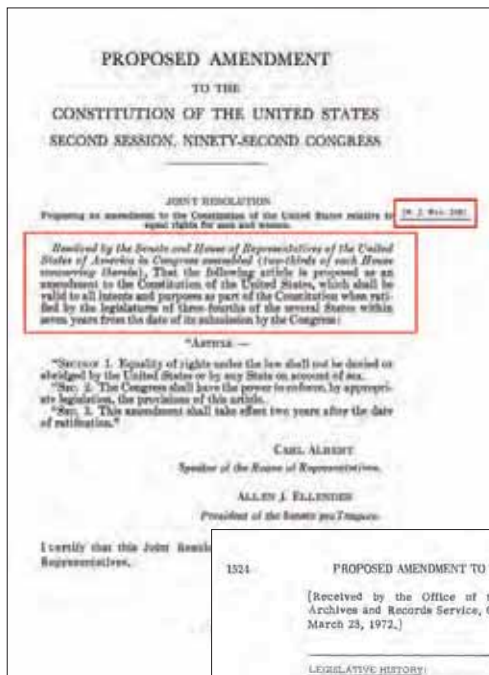 PROPOSED AMENDMENT
TO THE
CONSTITUTION OF THE UNITED STATES
SECOND SESSION, NINETY-SECOND CONGRESS
JOINT RESOLUTION
Proposing an amendment to the Constitution of the United States relative to
equal rights for men and women.
Resolved by the Senate and House of Representatives of the United
States of America in Congress assembled (two-thirds of each House
concurring therein), That the following article is proposed as an
amendment to the Constitution of the United States, which shall be
valid to all intents and purposes as part of the Constitution when rati-
fied by the legislatures of three-fourths of the several States within
seven years from the date of its submission by the Congress:
"ARTICLE —
"SECTION 1. Equality of rights under the law shall not be denied or
abridged by the United States or by any State on account of sex.
"SEC. 2. The Congress shall have the power to enforce, by appropri-
ate legislation, the provisions of this article.
"SEC. 3. This amendment shall take effect two years after the date
of ratification."
CARL ALBERT
Speaker of the House of Representatives.
ALLEN J. ELLENDER
President of the Senate pro Tempore.
I certify that this Joint
Representatives.
1524
PROPOSED AMENDMENT TO
[Received by the Office of
Archives and Records Service,
March 23, 1972.]
LEGISLATIVE HISTORY: